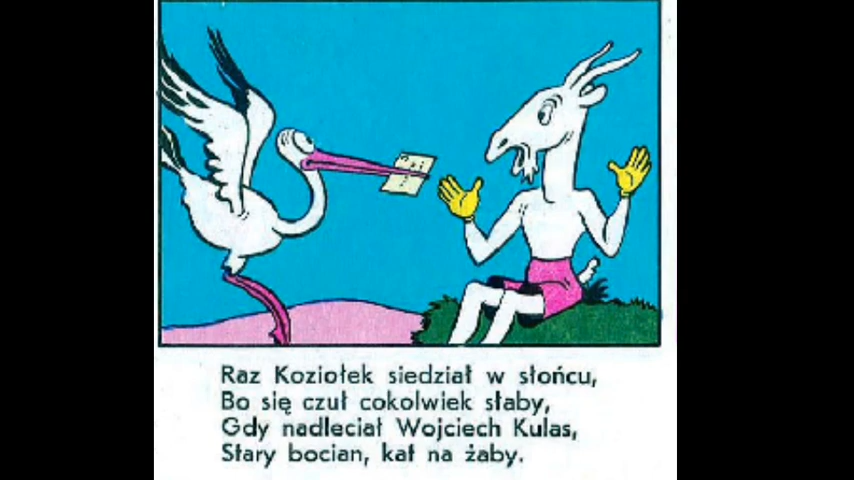 Raz Koziołek siedział w słońcu,
Bo się czuł cokolwiek słaby,
Gdy nadleciał Wojciech Kulas,
Stary bocian, kat na żaby.